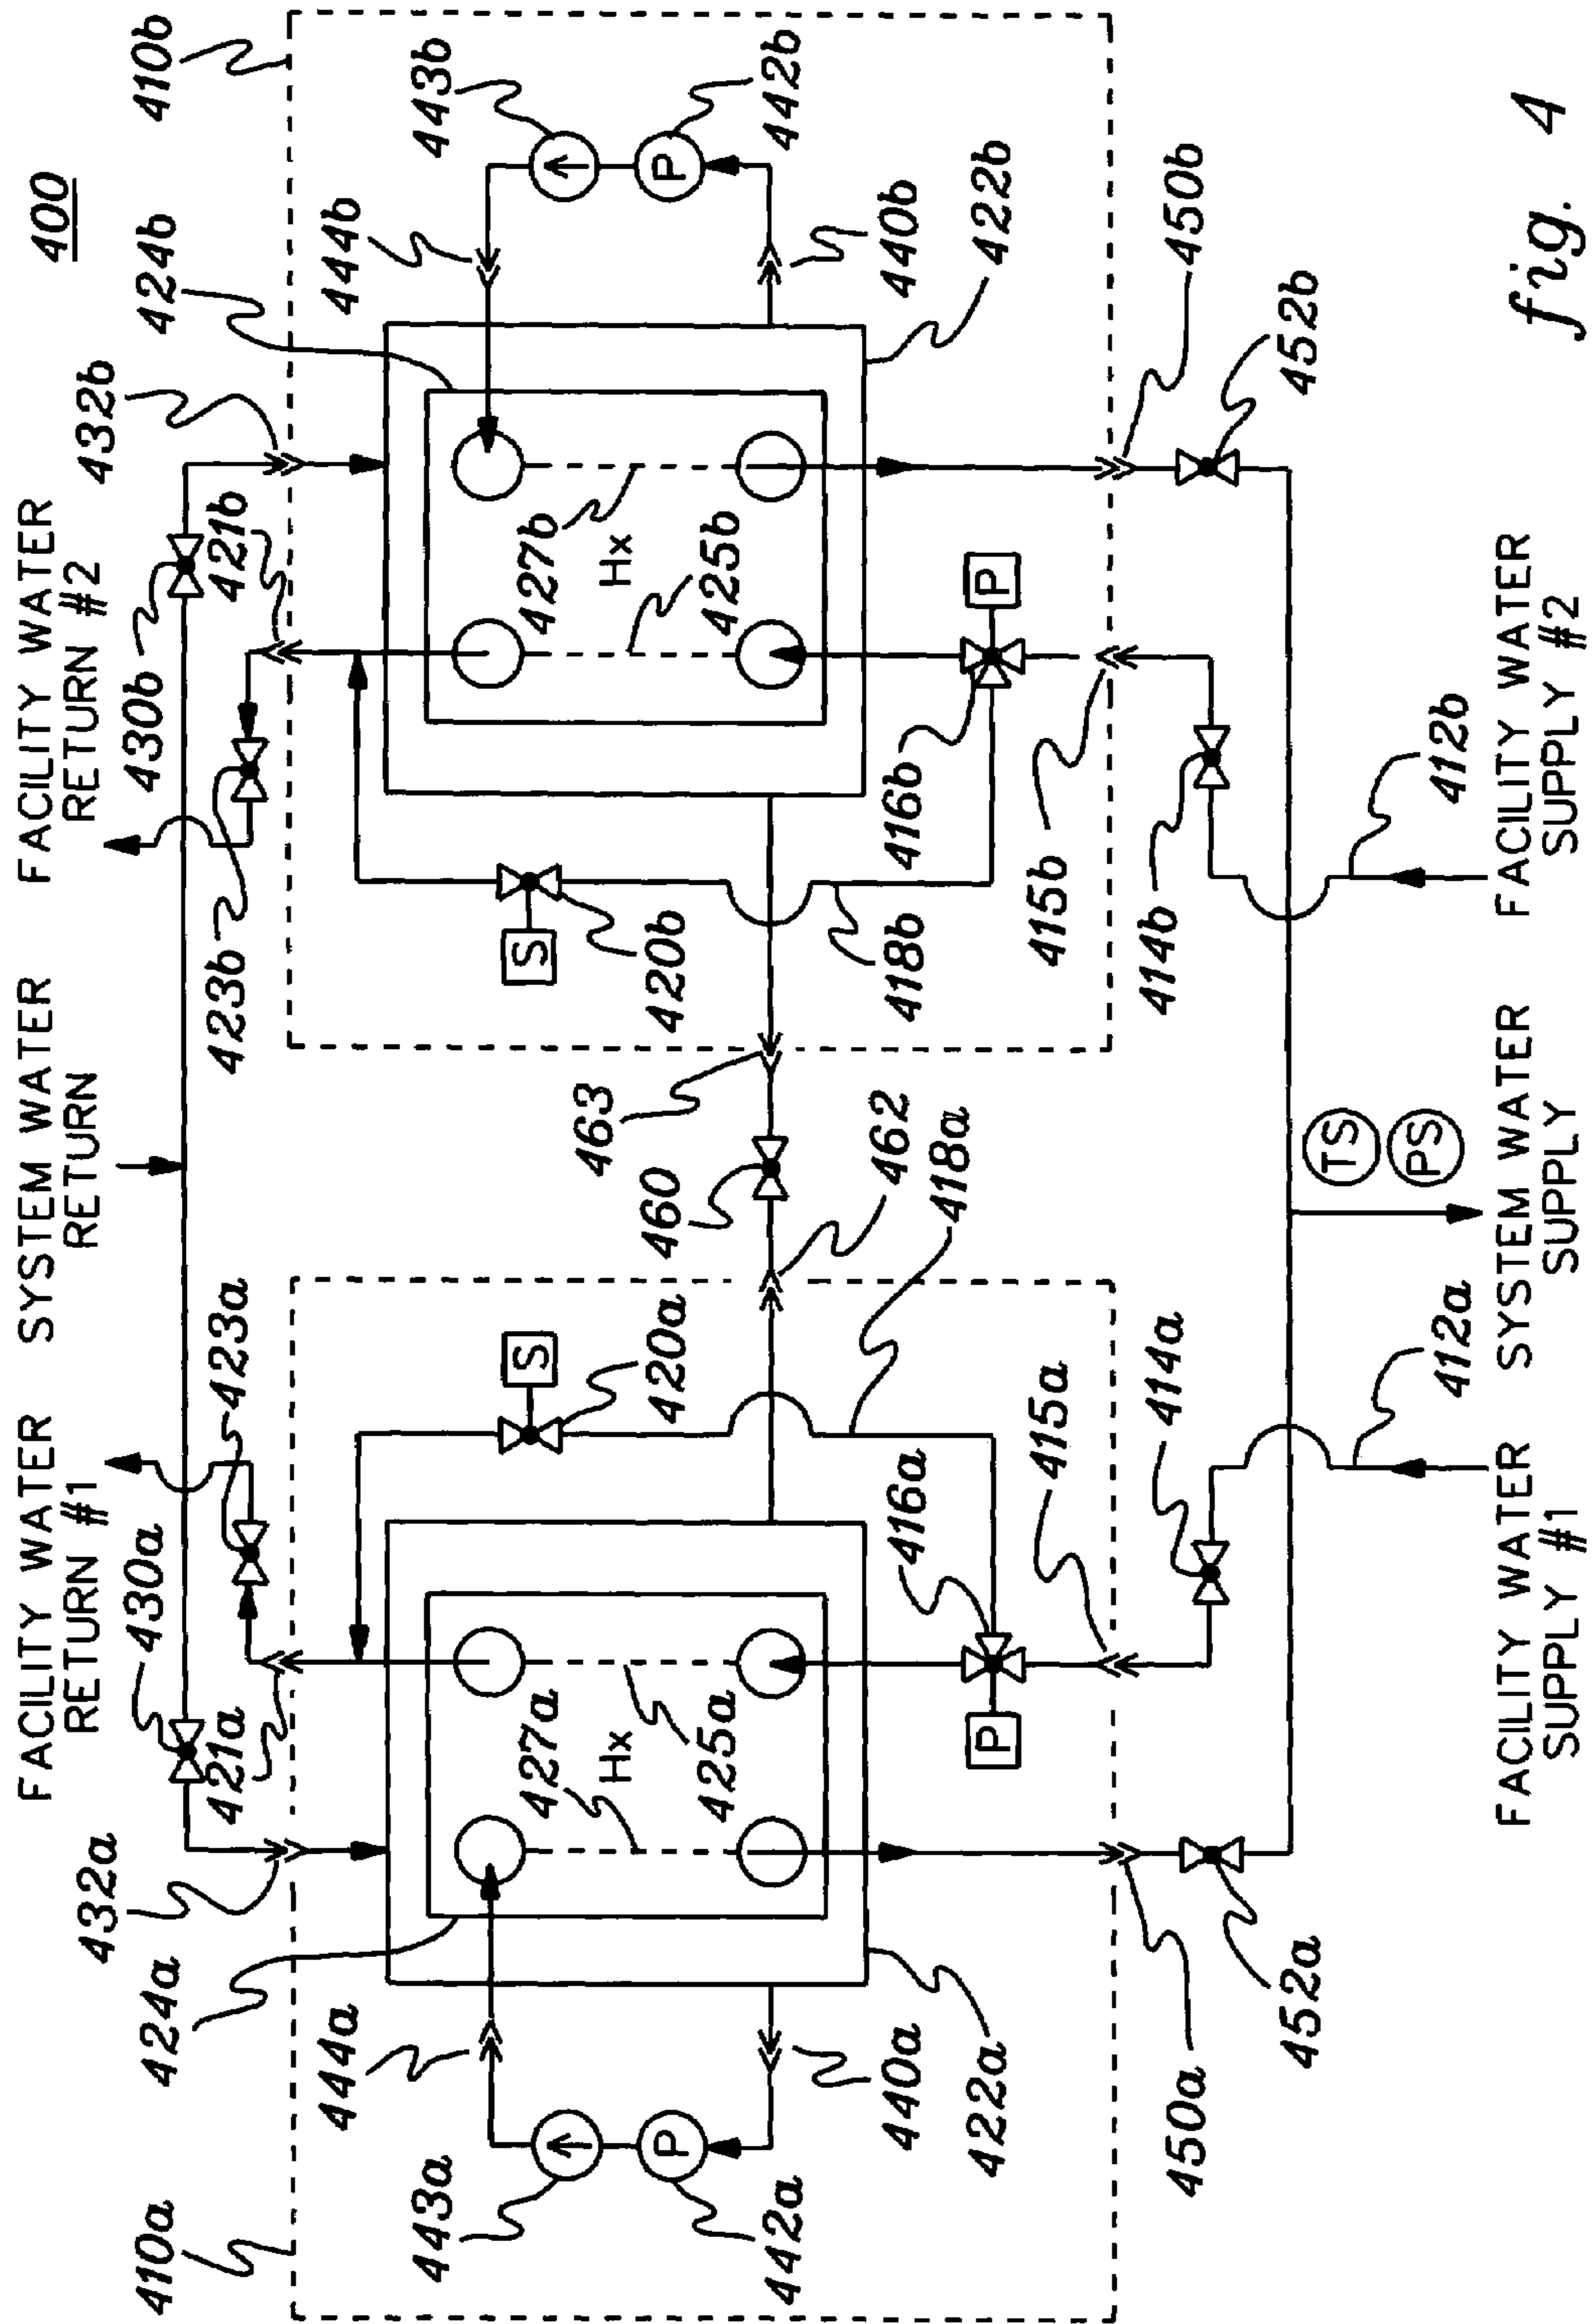 400
FACILITY WATER
RETURN #1
SYSTEM WATER
RETURN
FACILITY WATER
RETURN #2
410a
424a
432a
430a
421a
423a
423b
430b
421b
432b
424b
410b
444a
443a
442a
440a
422a
427a
Hx
425a
416a
S
420a
P
415a
418a
462
460
463
S
420b
418b
416b
P
415b
427b
Hx
425b
444b
443b
442b
440b
422b
P
P
450a
452a
414a
412a
TS
PS
414b
412b
452b
450b
FACILITY WATER
SUPPLY #1
SYSTEM WATER
SUPPLY
FACILITY WATER
SUPPLY #2
fig. 4